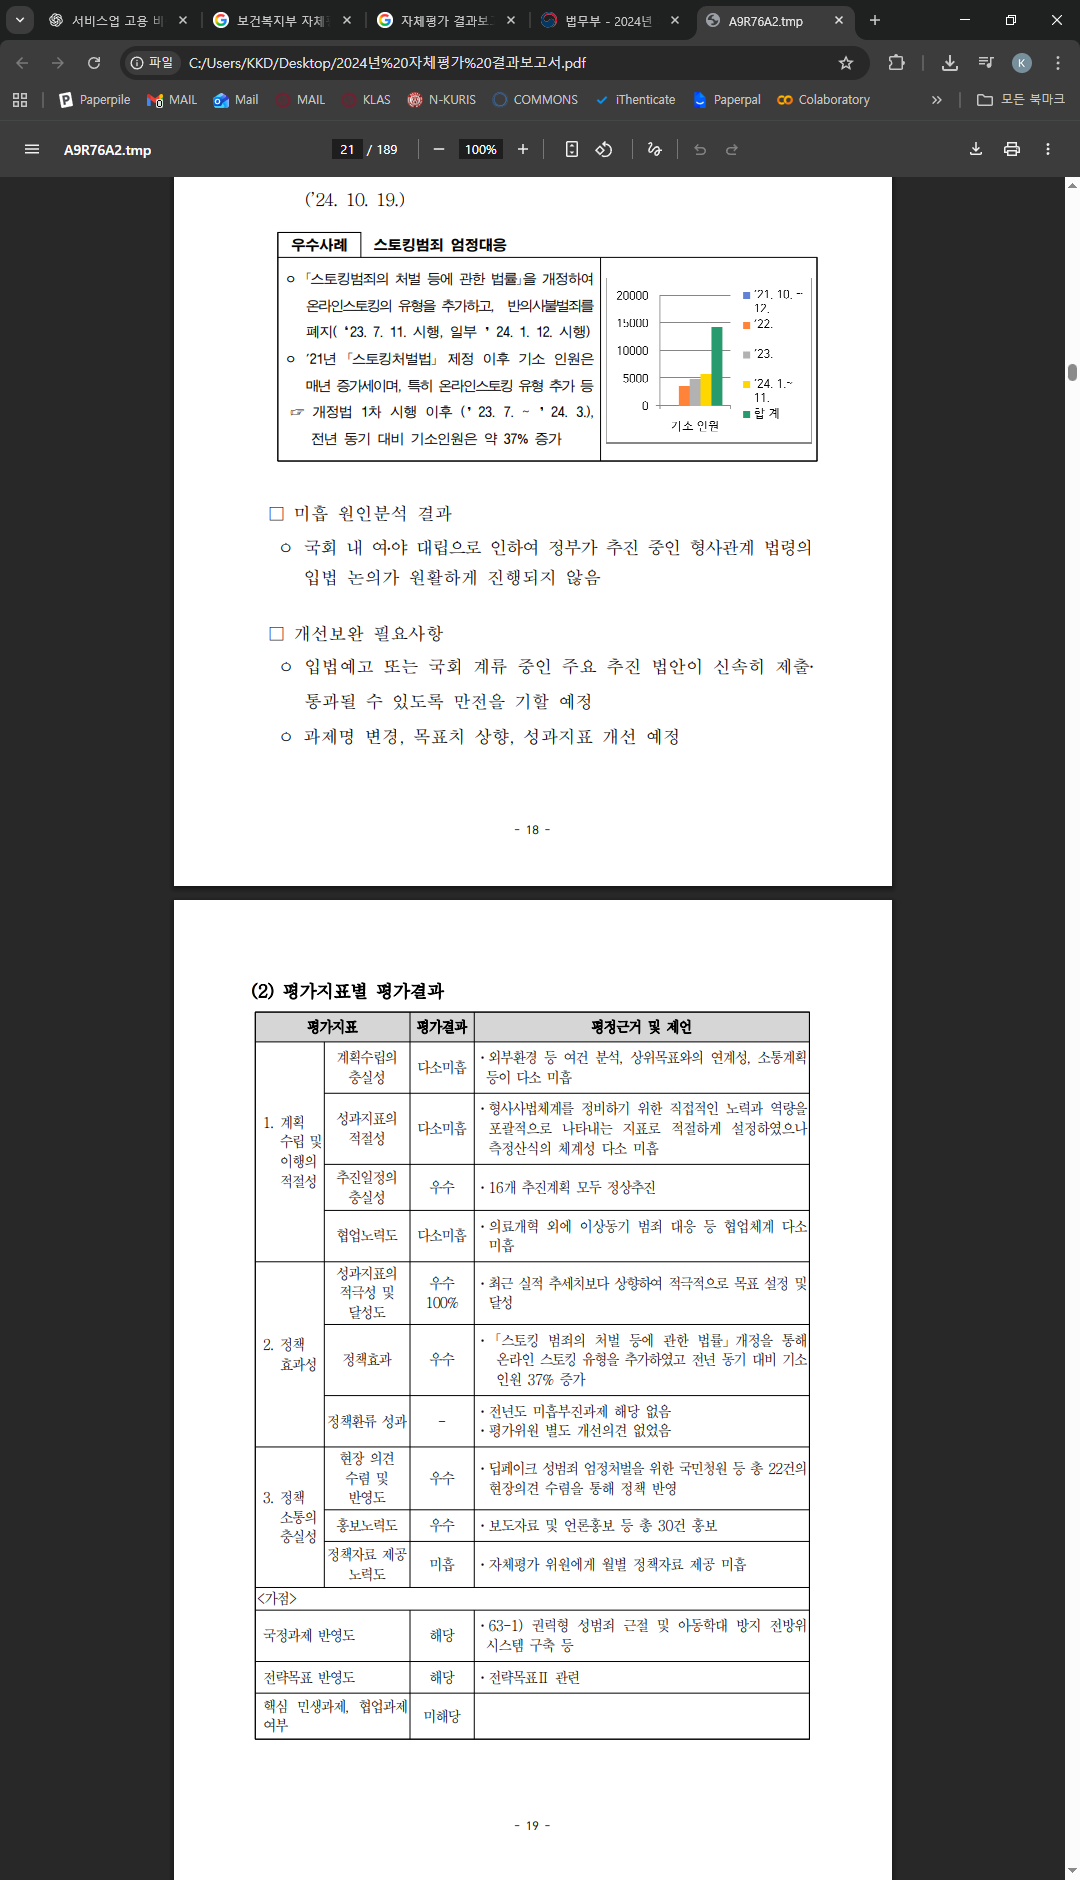 서비스업 고용 비
보건복지부 자체평
자체평가 결과보고
법무부 - 2024년
A9R76A2.tmp
파일
C:/Users/KKD/Desktop/2024년%20자체평가%20결과보고서.pdf
K
Paperpile
MAIL
Mail
MAIL
KLAS
N-KURIS
COMMONS
iThenticate
Paperpal
Colaboratory
모든 북마크
A9R76A2.tmp
21 / 189
100%
('24. 10. 19.)
우수사례 스토킹범죄 엄정대응
ㅇ 「스토킹범죄의 처벌 등에 관한 법률」을 개정하여
온라인스토킹의 유형을 추가하고, 반의사불벌죄를
폐지( '23. 7. 11. 시행, 일부 ' 24. 1. 12. 시행)
ㅇ '21년 「스토킹처벌법」 제정 이후 기소 인원은
매년 증가세이며, 특히 온라인스토킹 유형 추가 등
☞ 개정법 1차 시행 이후 (' 23. 7. ~ ' 24. 3.),
전년 동기 대비 기소인원은 약 37% 증가
20000
15000
10000
5000
0
기소 인원
'21. 10. ~
12.
'22.
'23.
'24. 1.~
11.
합 계
□ 미흡 원인분석 결과
ㅇ 국회 내 여·야 대립으로 인하여 정부가 추진 중인 형사관계 법령의
입법 논의가 원활하게 진행되지 않음
□ 개선보완 필요사항
ㅇ 입법예고 또는 국회 계류 중인 주요 추진 법안이 신속히 제출·
통과될 수 있도록 만전을 기할 예정
ㅇ 과제명 변경, 목표치 상향, 성과지표 개선 예정
- 18 -
(2) 평가지표별 평가결과
평가지표 평가결과 평정근거 및 제언
1. 계획
수립 및
이행의
적절성
계획수립의
충실성
다소미흡
· 외부환경 등 여건 분석, 상위목표와의 연계성, 소통계획
등이 다소 미흡
성과지표의
적절성
다소미흡
· 형사사법체계를 정비하기 위한 직접적인 노력과 역량을
포괄적으로 나타내는 지표로 적절하게 설정하였으나
측정산식의 체계성 다소 미흡
추진일정의
충실성
우수
· 16개 추진계획 모두 정상추진
협업노력도
다소미흡
· 의료개혁 외에 이상동기 범죄 대응 등 협업체계 다소
미흡
2. 정책
효과성
성과지표의
적극성 및
달성도
우수
100%
· 최근 실적 추세치보다 상향하여 적극적으로 목표 설정 및
달성
정책효과
우수
· 「스토킹 범죄의 처벌 등에 관한 법률」 개정을 통해
온라인 스토킹 유형을 추가하였고 전년 동기 대비 기소
인원 37% 증가
정책환류 성과
-
· 전년도 미흡부진과제 해당 없음
· 평가위원 별도 개선의견 없었음
3. 정책
소통의
충실성
현장 의견
수렴 및
반영도
우수
· 딥페이크 성범죄 엄정처벌을 위한 국민청원 등 총 22건의
현장의견 수렴을 통해 정책 반영
홍보노력도
우수
· 보도자료 및 언론홍보 등 총 30건 홍보
정책자료 제공
노력도
미흡
· 자체평가 위원에게 월별 정책자료 제공 미흡
<가점>
국정과제 반영도
해당
· 63-1) 권력형 성범죄 근절 및 아동학대 방지 전방위
시스템 구축 등
전략목표 반영도
해당
· 전략목표Ⅱ 관련
핵심 민생과제, 협업과제
여부
미해당
- 19 -